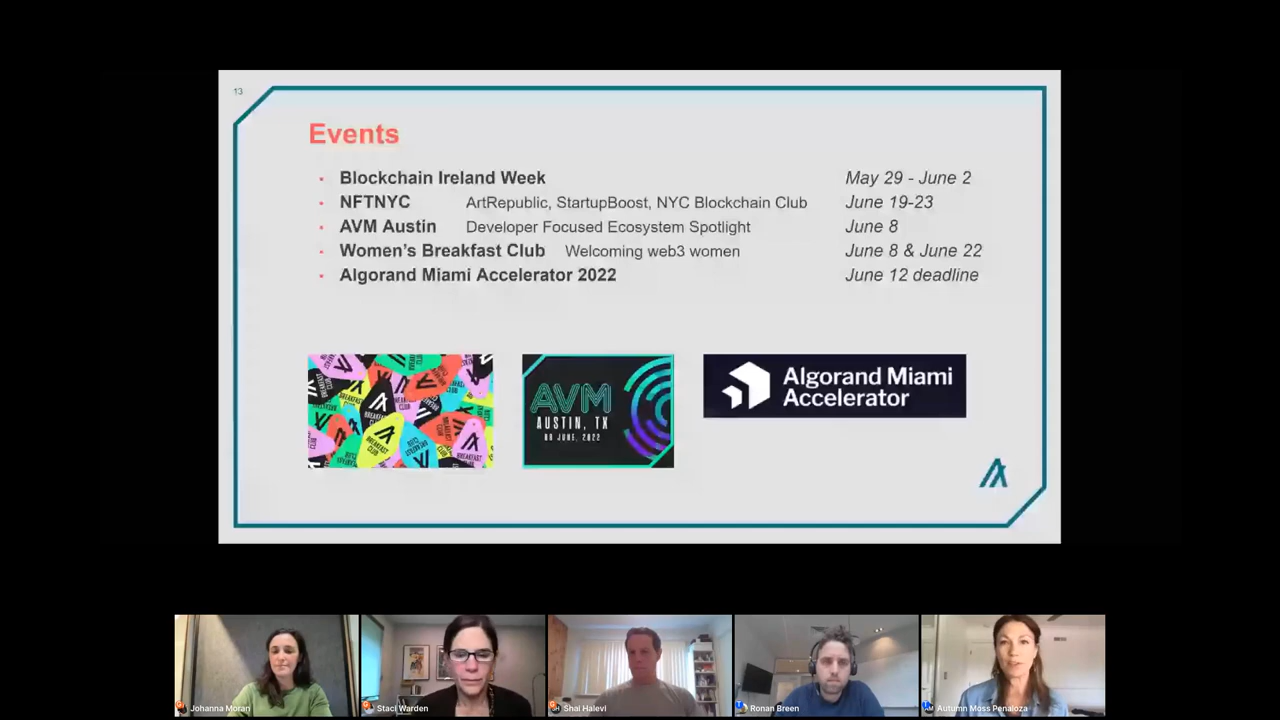 13
Events
Blockchain Ireland Week May 29 - June 2
NFTNYC ArtRepublic, StartupBoost, NYC Blockchain Club June 19-23
AVM Austin Developer Focused Ecosystem Spotlight June 8
Women's Breakfast Club Welcoming web3 women June 8 & June 22
Algorand Miami Accelerator 2022 June 12 deadline
BREAKFAST CLUB
AVM
AUSTIN, TX
08 JUNE, 2022
Algorand Miami
Accelerator
Johanna Moran
Staci Warden
Shai Halevi
Ronan Breen
Autumn Moss Penaloza